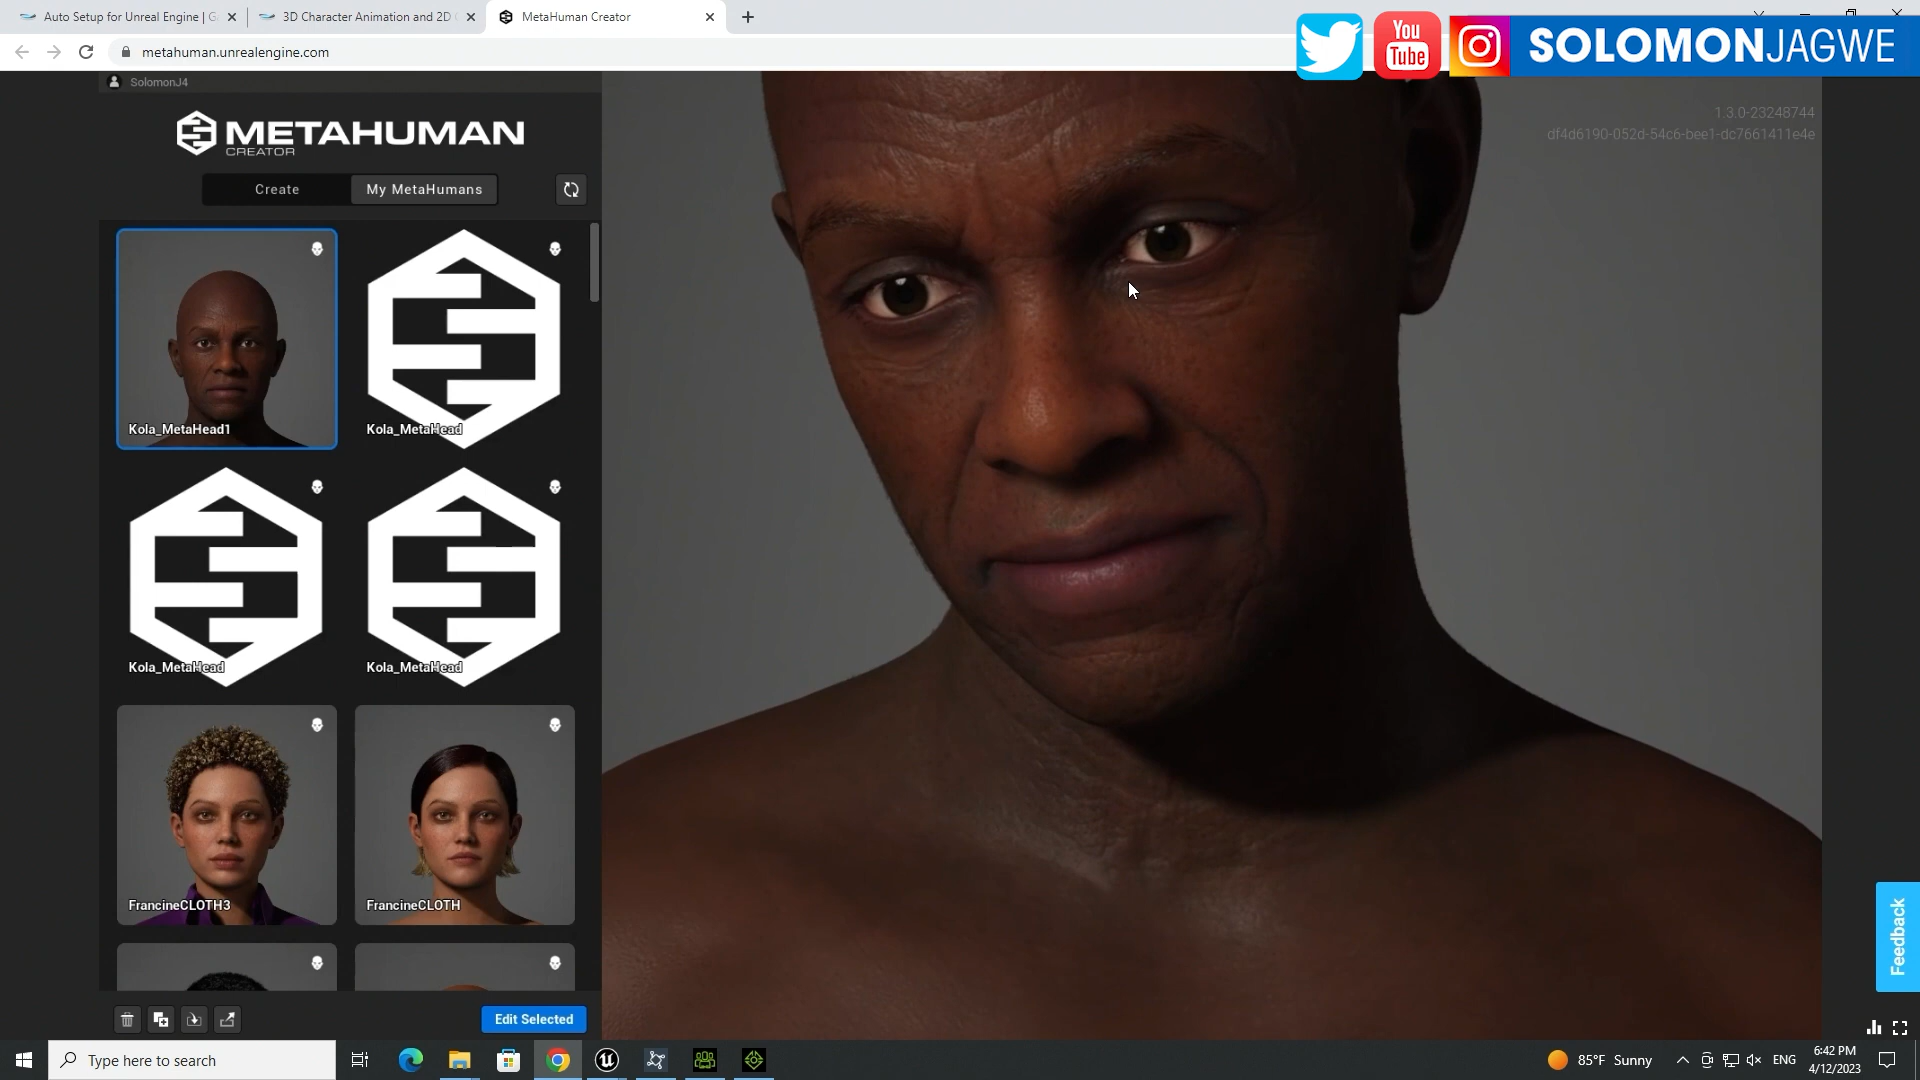 Auto Setup for Unreal Engine | G
3D Character Animation and 2D
MetaHuman Creator
metahuman.unrealengine.com
You
Tube
SOLOMONJAGWE
SolomonJ4
METAHUMAN
CREATOR
Create
My MetaHumans
1.3.0-23248744
df4d6190-052d-54c6-bee1-dc7661411e4e
Kola_MetaHead1
Kola_MetaHead
Kola_MetaHead
Kola_MetaHead
FrancineCLOTH3
FrancineCLOTH
Edit Selected
Feedback
Type here to search
85°F Sunny
ENG
6:42 PM
4/12/2023